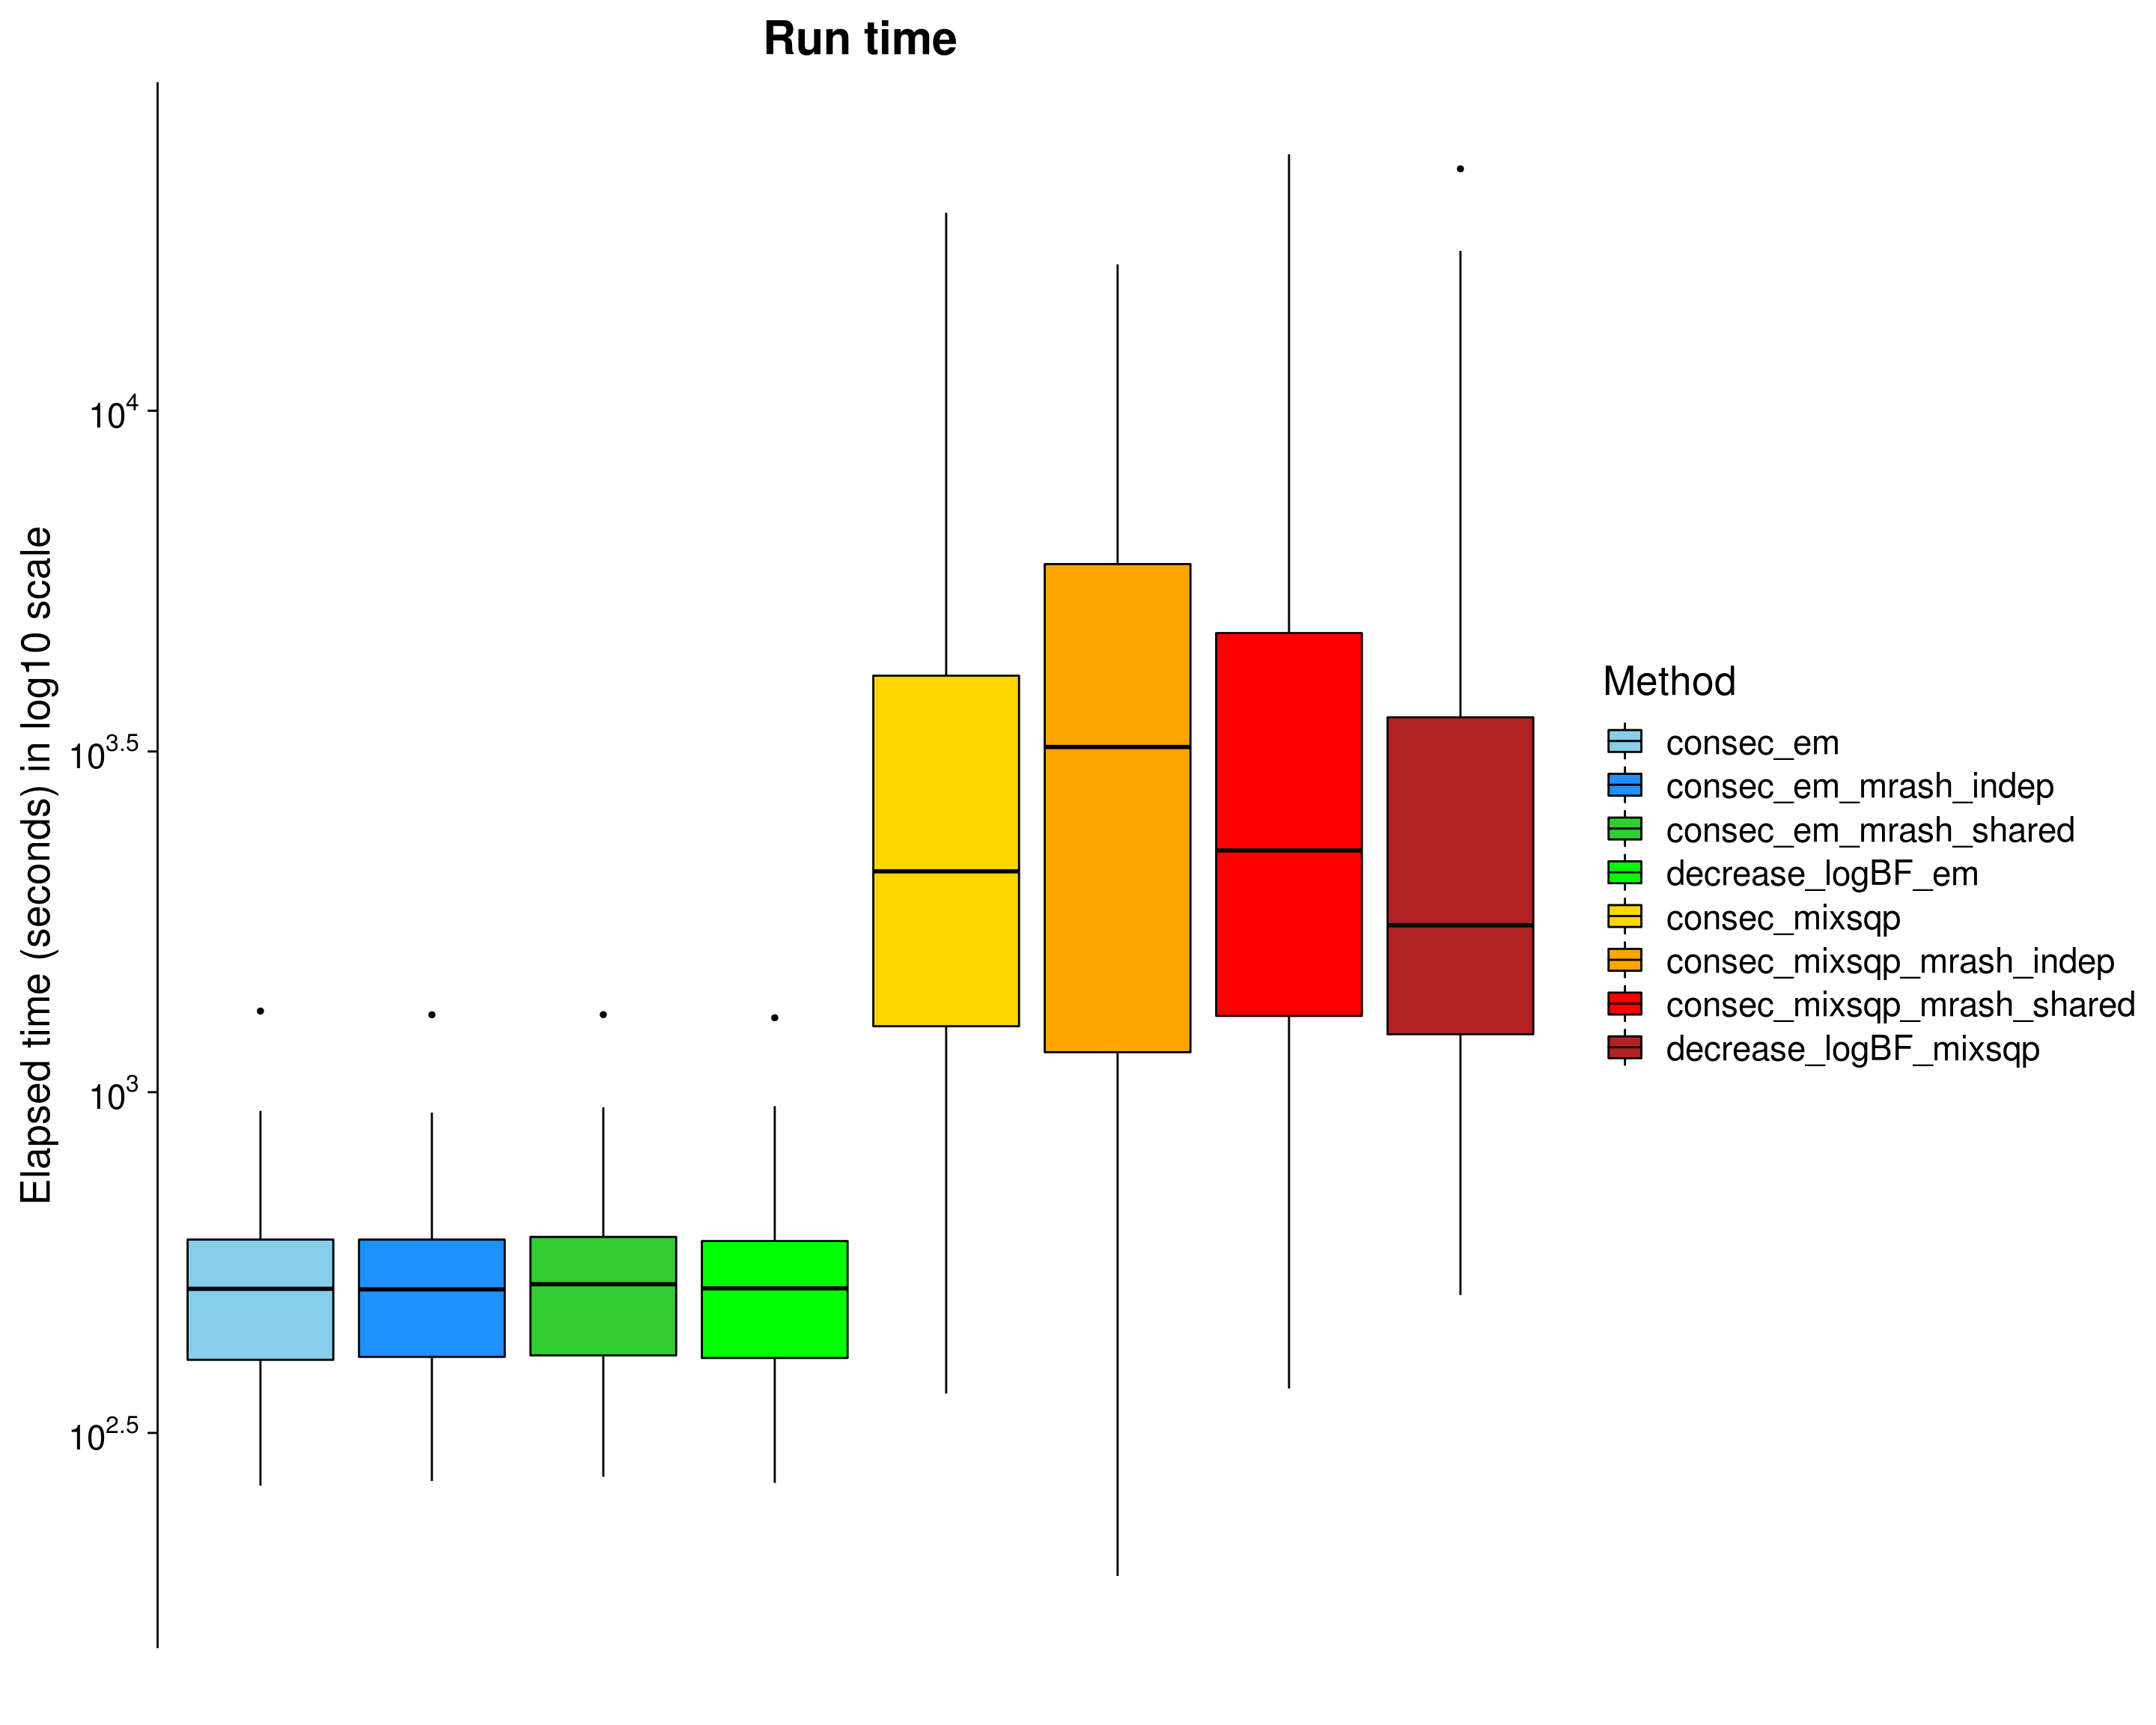 Run time
Elapsed time (seconds) in log10 scale
10^4
10^3.5
10^3
10^2.5
Method
consec_em
consec_em_mrash_indep
consec_em_mrash_shared
decrease_logBF_em
consec_mixsqp
consec_mixsqp_mrash_indep
consec_mixsqp_mrash_shared
decrease_logBF_mixsqp